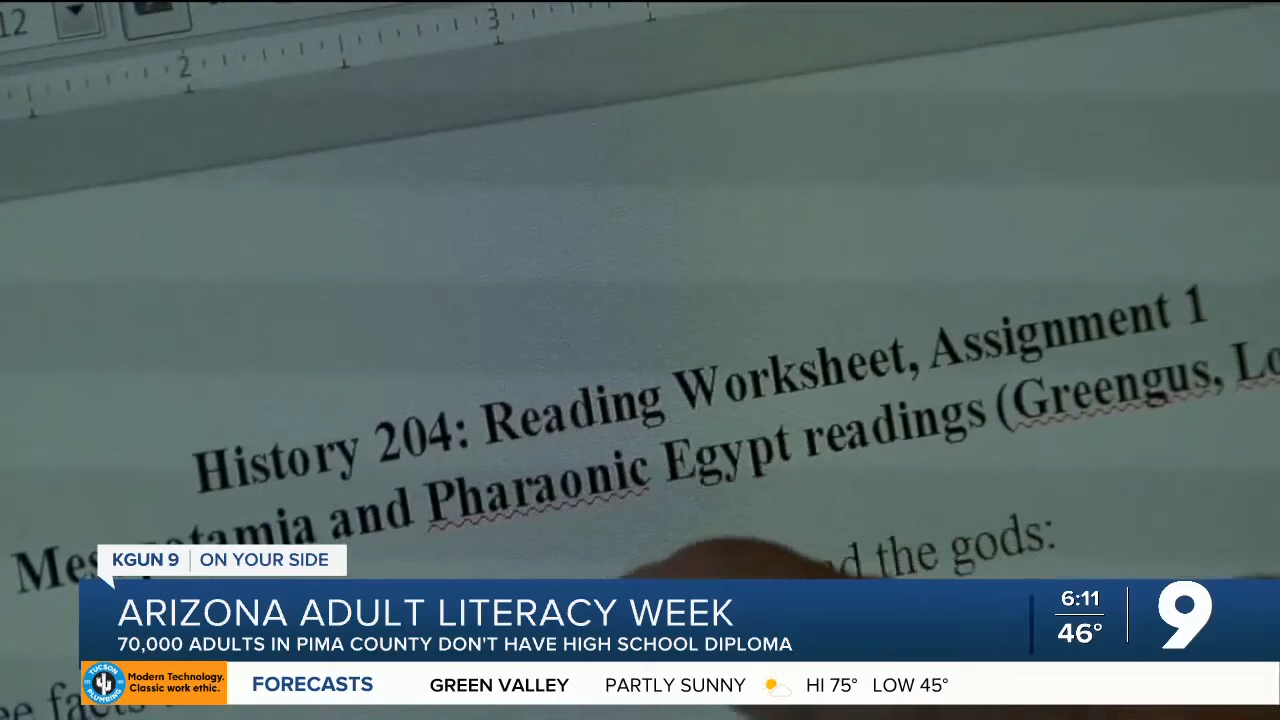 12
2 3
History 204: Reading Worksheet, Assignment 1
and Pharaonic Egypt readings (Greengus,
the gods:
KGUN 9 | ON YOUR SIDE
ARIZONA ADULT LITERACY WEEK
70,000 ADULTS IN PIMA COUNTY DON'T HAVE HIGH SCHOOL DIPLOMA
6:11
46°
9
TUCSON PLUMBING
Modern Technology.
Classic work ethic.
FORECASTS GREEN VALLEY PARTLY SUNNY HI 75° LOW 45°